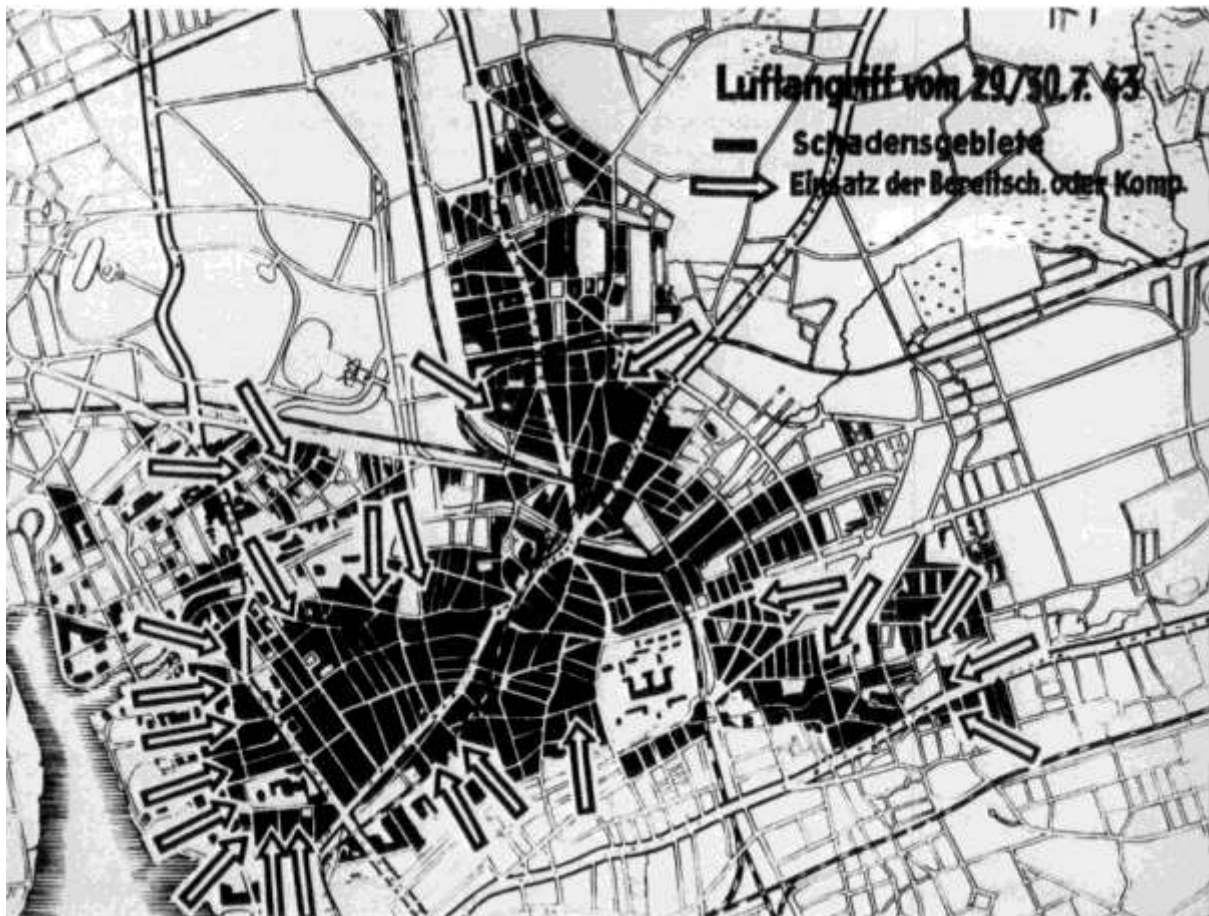 Luftangriff vom 29./30.7.43
Schadensgebiete
Einsatz der Bereitsch. oder Komp.